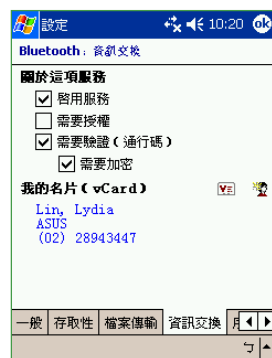 設定 10:20 ok
Bluetooth：資訊交換
關於這項服務
啓用服務
需要授權
需要驗證（通行碼）
需要加密
我的名片（vCard）
Lin, Lydia
ASUS
(02) 28943447
一般 存取性 檔案傳輸 資訊交換
ㄅ